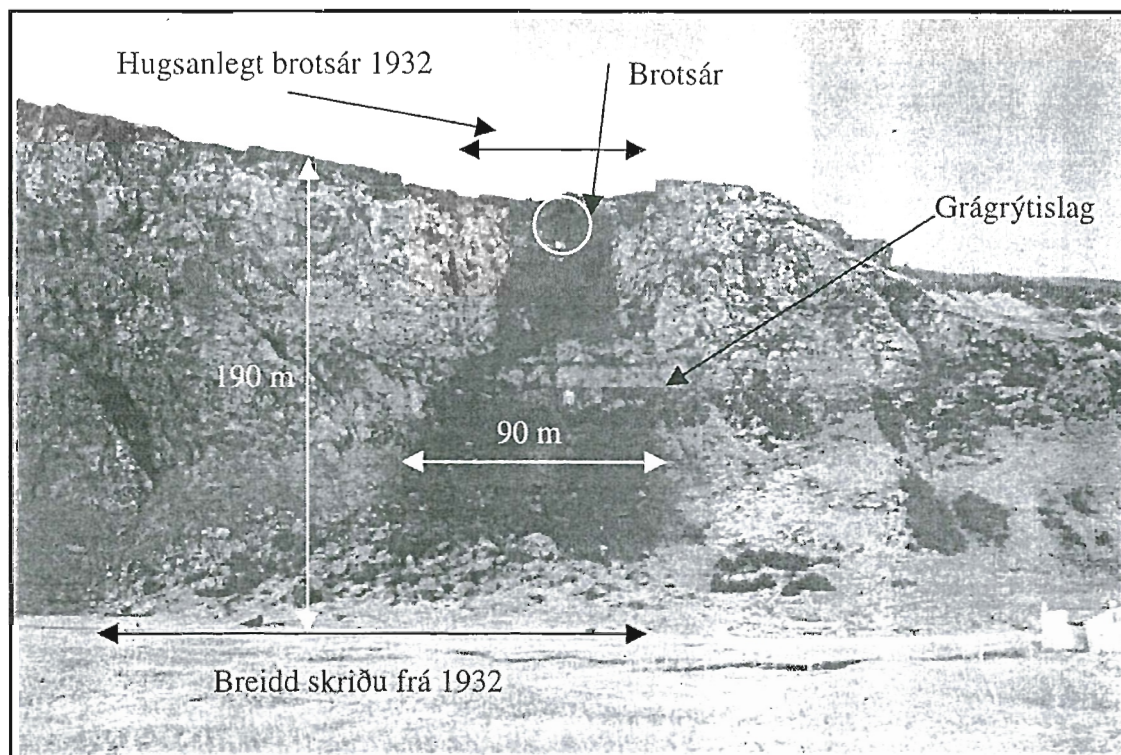 Hugsanlegt brotsár 1932
Brotsár
Grágrýtislag
190 m
90 m
Breidd skriðu frá 1932